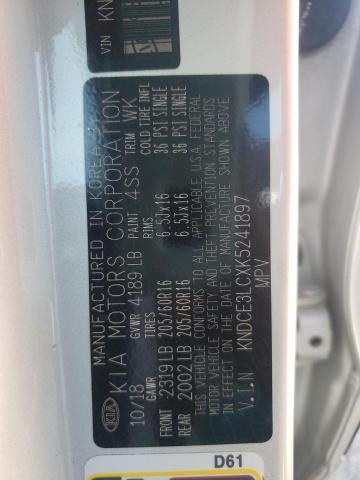 VIN KN
MANUFACTURED IN KOREA
KIA KIA MOTORS CORPORATION
10/18 GVWR 4189 LB PAINT 4SS TRIM WK
GAWR TIRES RIMS COLD TIRE INFL
FRONT 2319 LB 205/60R16 6.5Jx16 36 PSI SINGLE
REAR 2002 LB 205/60R16 6.5Jx16 36 PSI SINGLE
THIS VEHICLE CONFORMS TO ALL APPLICABLE U.S.A. FEDERAL
MOTOR VEHICLE SAFETY AND THEFT PREVENTION STANDARDS
IN EFFECT ON THE DATE OF MANUFACTURE SHOWN ABOVE
V.I.N KNDCE3LCXK5241897
MPV
D61